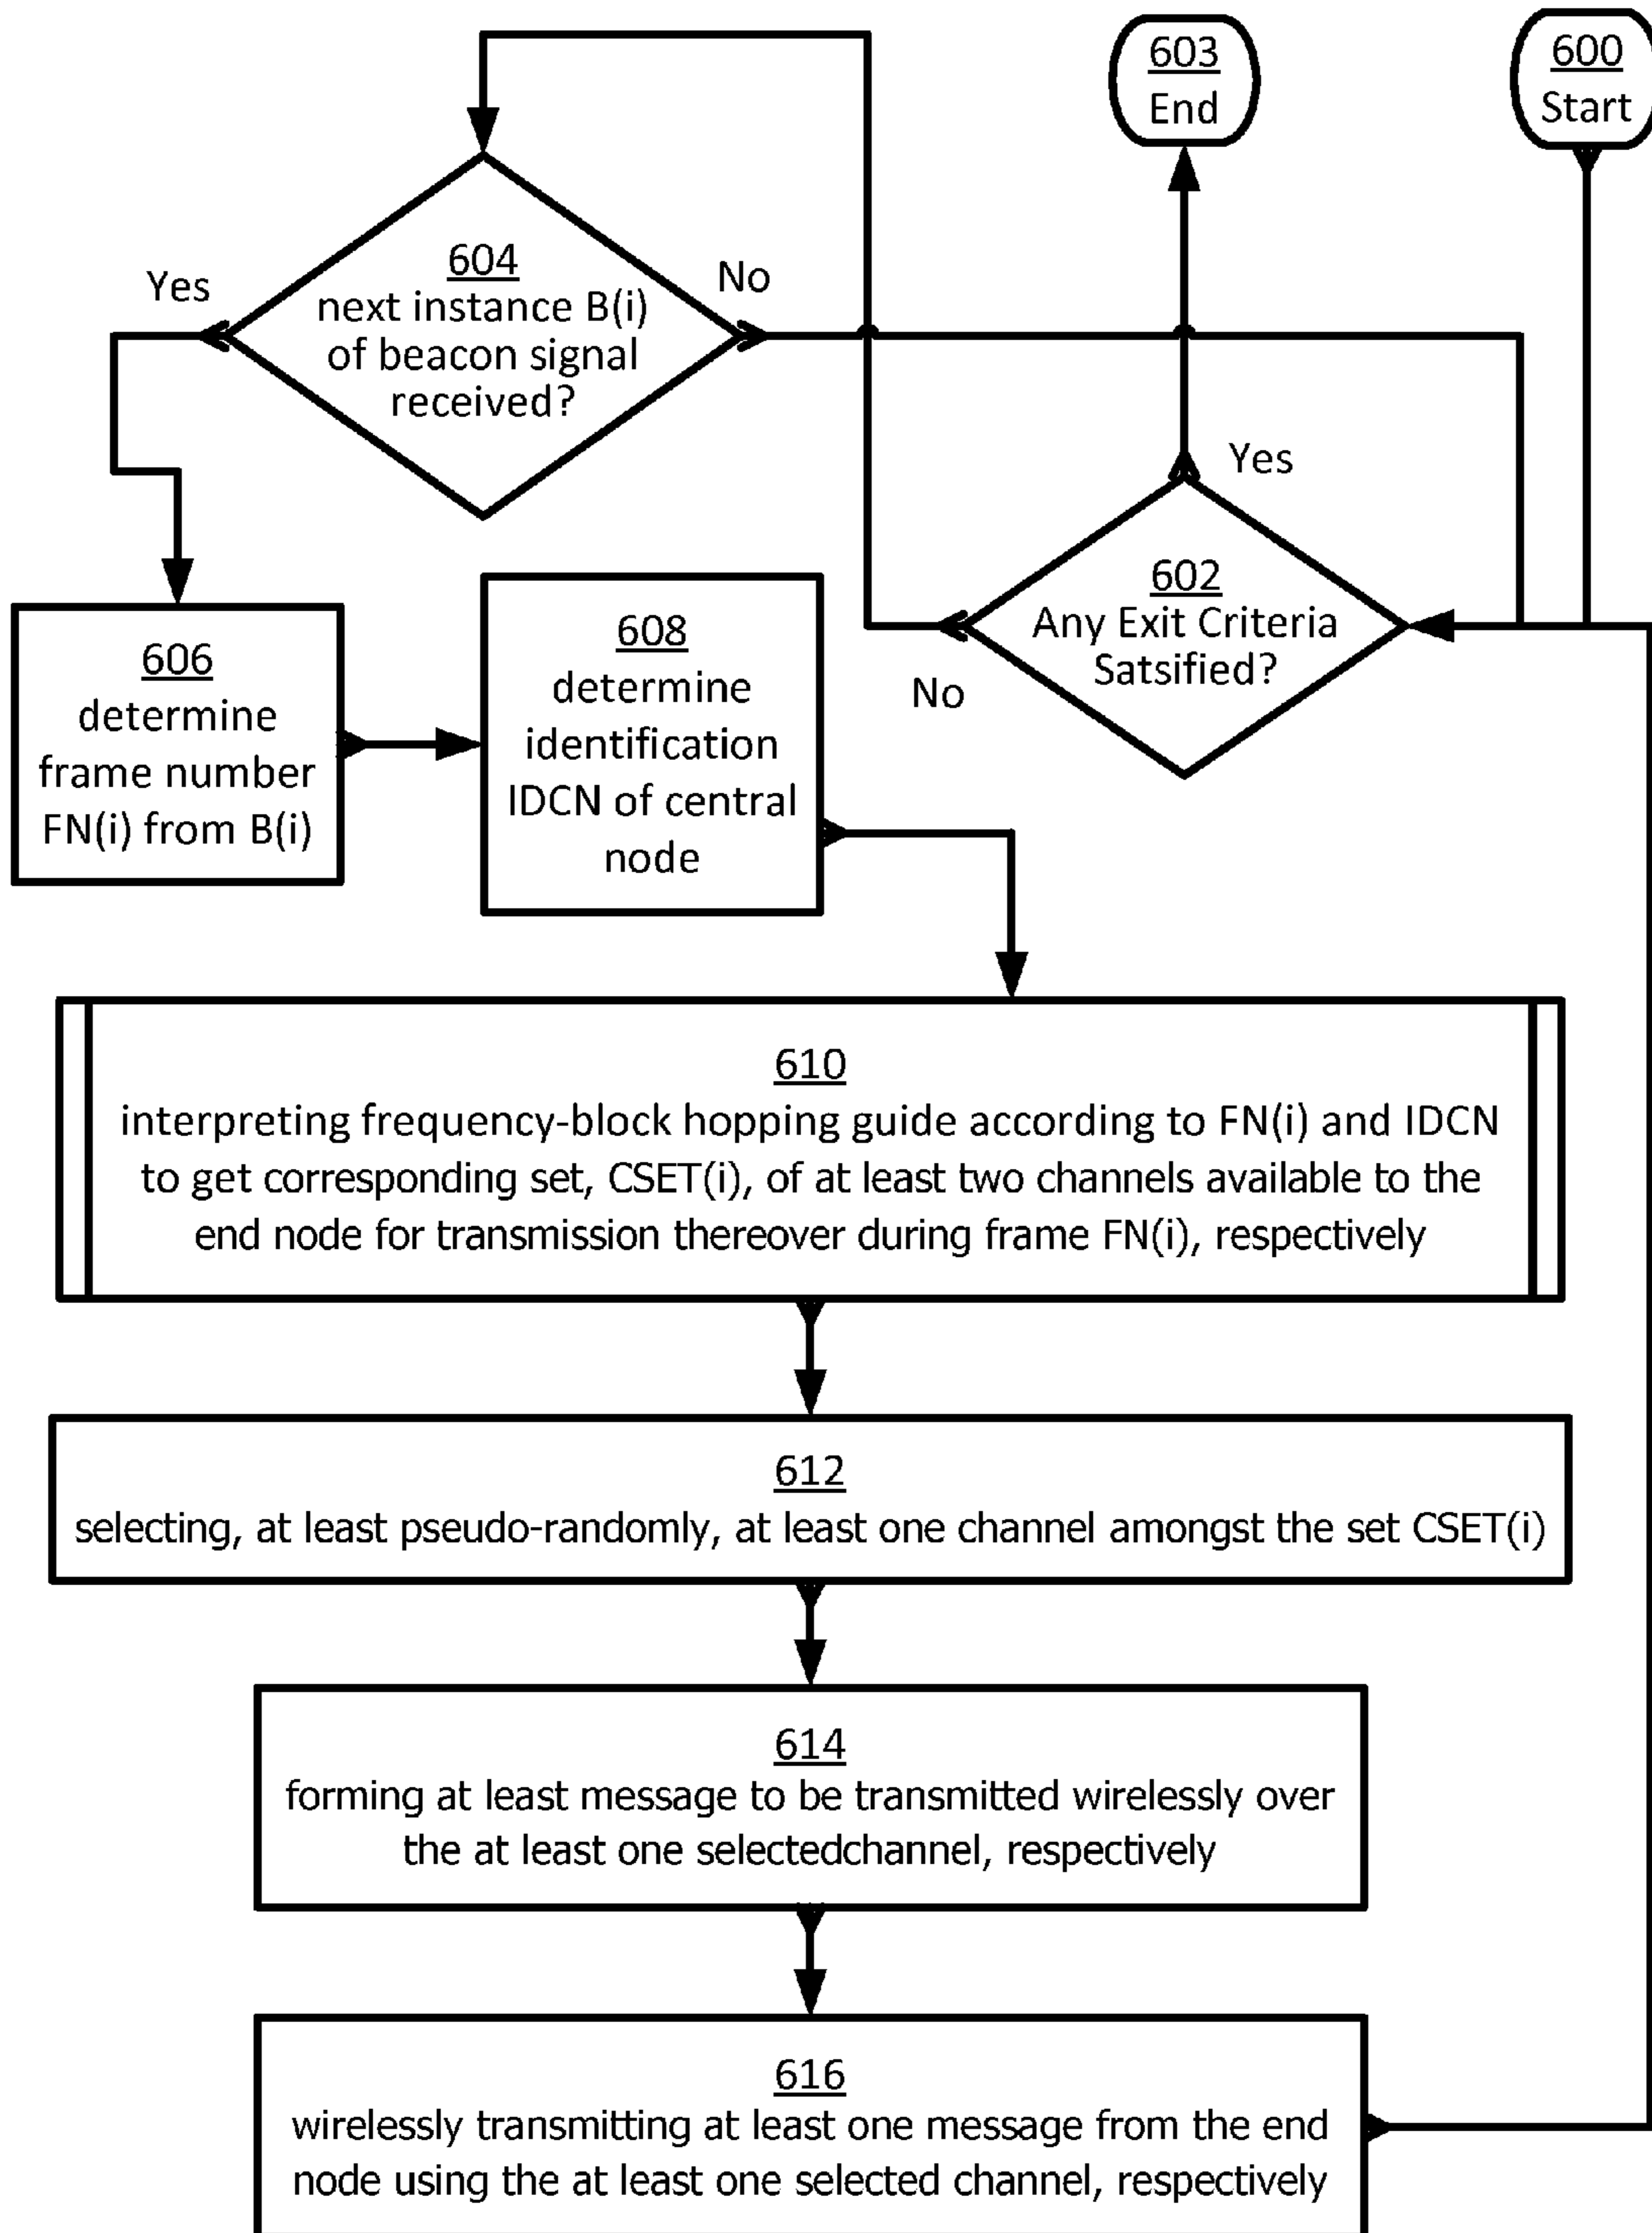 603
End
600
Start
604
next instance B(i)
of beacon signal
received?
Yes
No
Yes
602
Any Exit Criteria
Satsified?
No
606
determine
frame number
FN(i) from B(i)
608
determine
identification
IDCN of central
node
610
interpreting frequency-block hopping guide according to FN(i) and IDCN
to get corresponding set, CSET(i), of at least two channels available to the
end node for transmission thereover during frame FN(i), respectively
612
selecting, at least pseudo-randomly, at least one channel amongst the set CSET(i)
614
forming at least message to be transmitted wirelessly over
the at least one selectedchannel, respectively
616
wirelessly transmitting at least one message from the end
node using the at least one selected channel, respectively